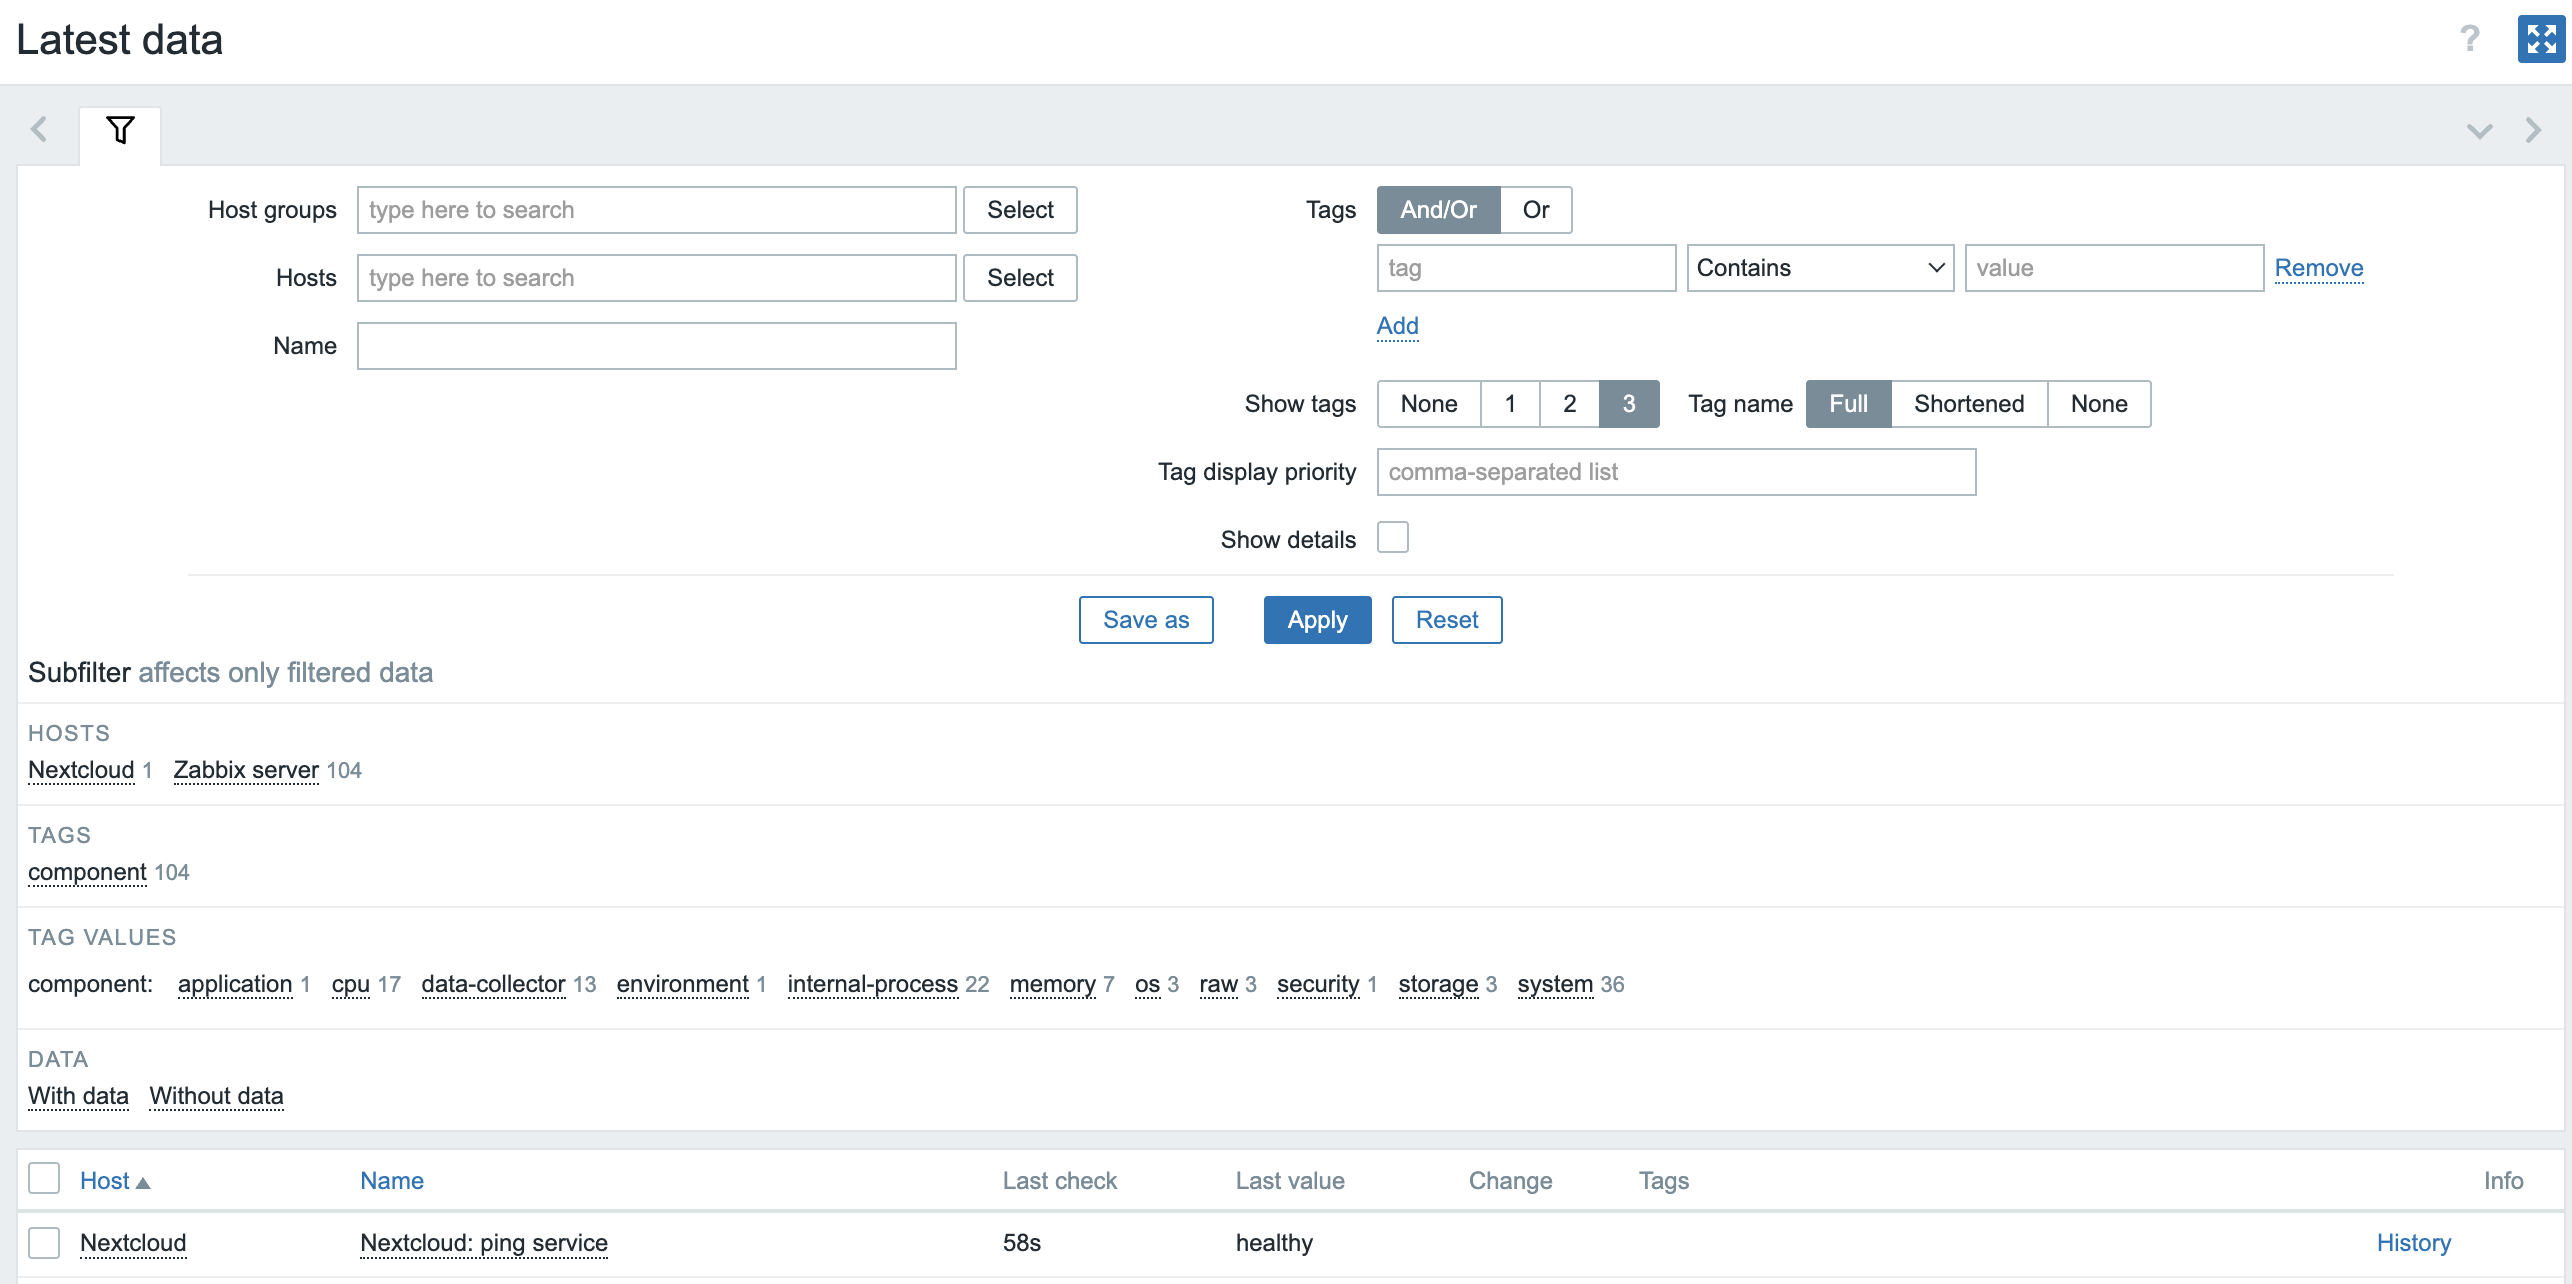 Latest data ?
Host groups type here to search Select Tags And/Or Or
Hosts type here to search Select tag Contains value Remove
Add
Name
Show tags None 1 2 3 Tag name Full Shortened None
Tag display priority comma-separated list
Show details
Save as Apply Reset
Subfilter affects only filtered data
HOSTS
Nextcloud 1 Zabbix server 104
TAGS
component 104
TAG VALUES
component: application 1 cpu 17 data-collector 13 environment 1 internal-process 22 memory 7 os 3 raw 3 security 1 storage 3 system 36
DATA
With data Without data
Host Name Last check Last value Change Tags Info
Nextcloud Nextcloud: ping service 58s healthy History